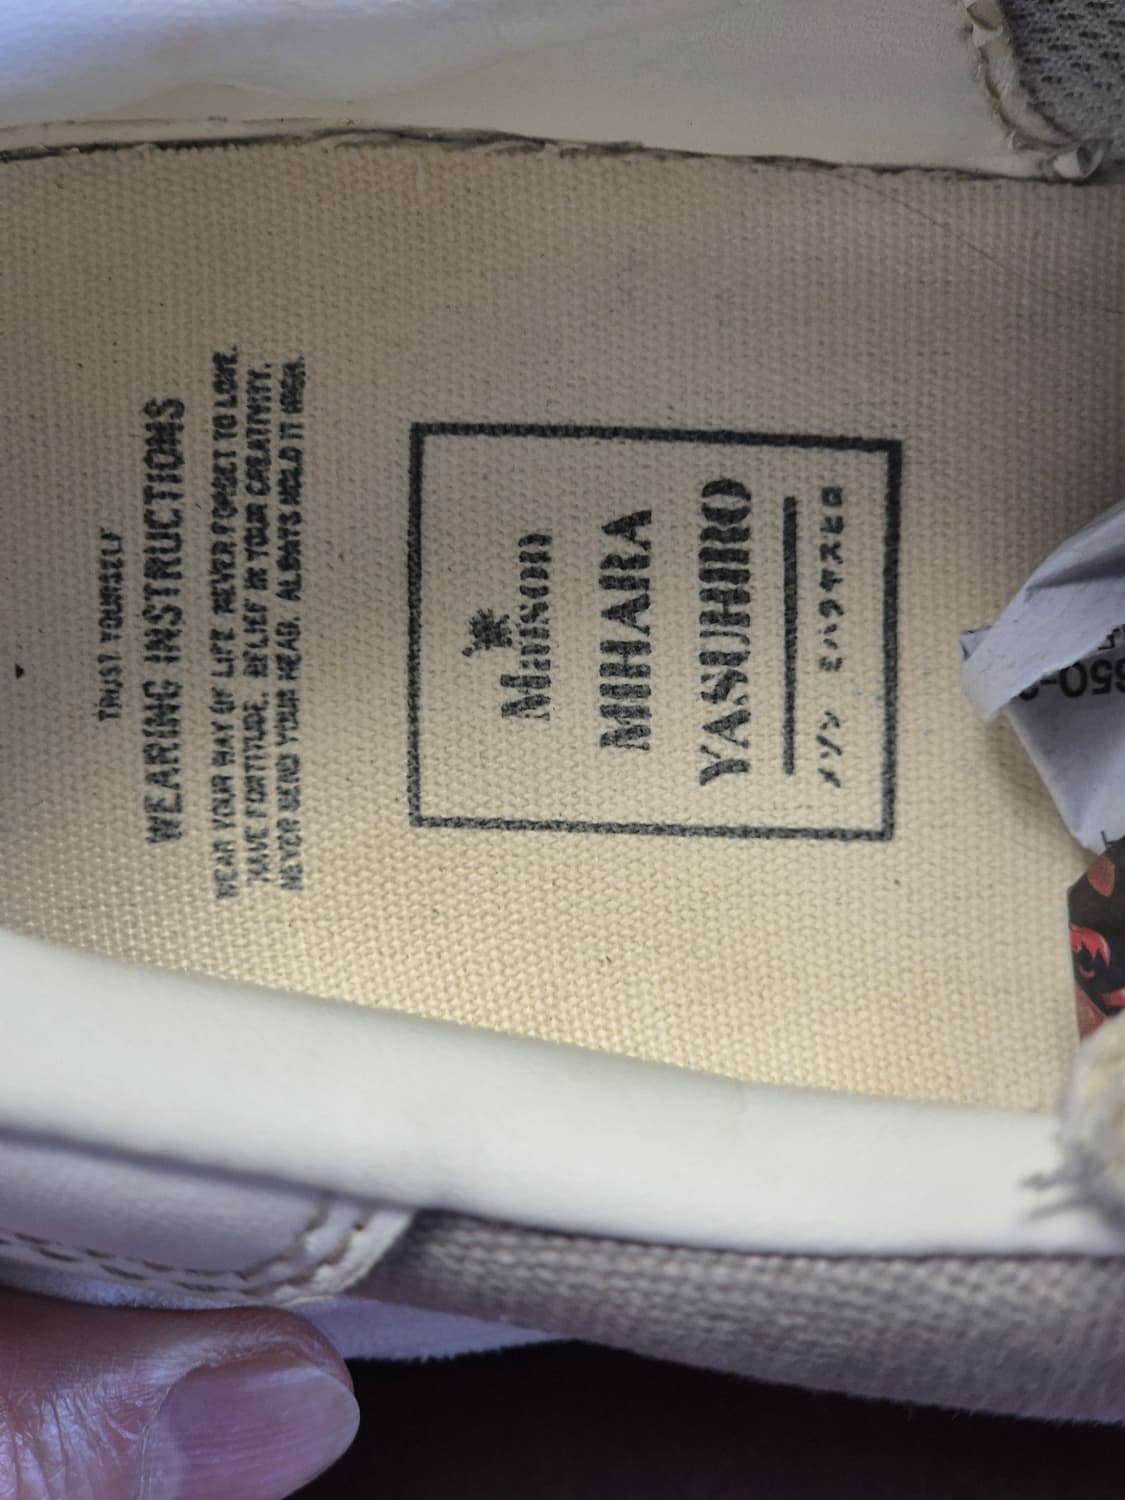 TRUST YOURSELF
WEARING INSTRUCTIONS
WEAR YOUR WAY OF LIFE NEVER FORGET TO LOVE.
HAVE FORTITUDE. BELIEF IN YOUR CREATIVITY.
NEVER BEND YOUR HEAD. ALWAYS HOLD IT HIGH.
Maison
MIHARA
YASUHIRO
メゾン ミハラヤスヒロ